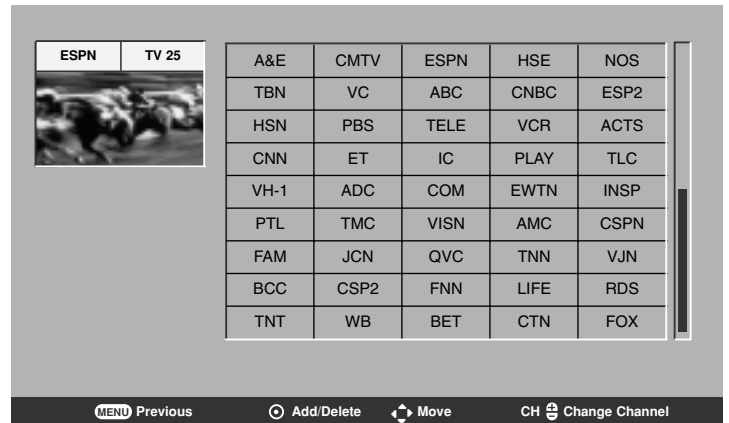 ESPN TV 25
A&E CMTV ESPN HSE NOS
TBN VC ABC CNBC ESP2
HSN PBS TELE VCR ACTS
CNN ET IC PLAY TLC
VH-1 ADC COM EWTN INSP
PTL TMC VISN AMC CSPN
FAM JCN QVC TNN VJN
BCC CSP2 FNN LIFE RDS
TNT WB BET CTN FOX
MENU Previous Add/Delete Move CH Change Channel